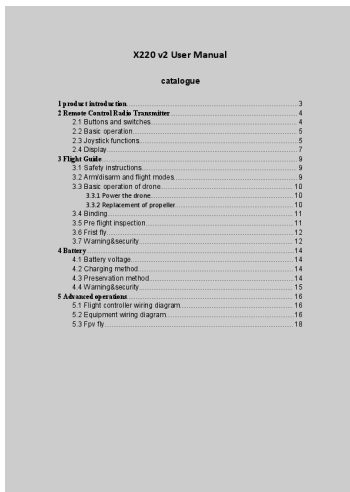 X220 v2 User Manual
catalogue
1 product introduction 3
2 Remote Control Radio Transmitter 4
2.1 Buttons and switches 4
2.2 Basic operation 5
2.3 Joystick functions 5
2.4 Display 7
3 Flight Guide 9
3.1 Safety instructions 9
3.2 Arm/disarm and flight modes 9
3.3 Basic operation of drone 10
3.3.1 Power the drone 10
3.3.2 Replacement of propeller 10
3.4 Binding 11
3.5 Pre flight inspection 11
3.6 Frist fly 12
3.7 Warning&security 12
4 Battery 14
4.1 Battery voltage 14
4.2 Charging method 14
4.3 Preservation method 14
4.4 Warning&security 15
5 Advanced operations 16
5.1 Flight controller wiring diagram 16
5.2 Equipment wiring diagram 16
5.3 Fpv fly 18